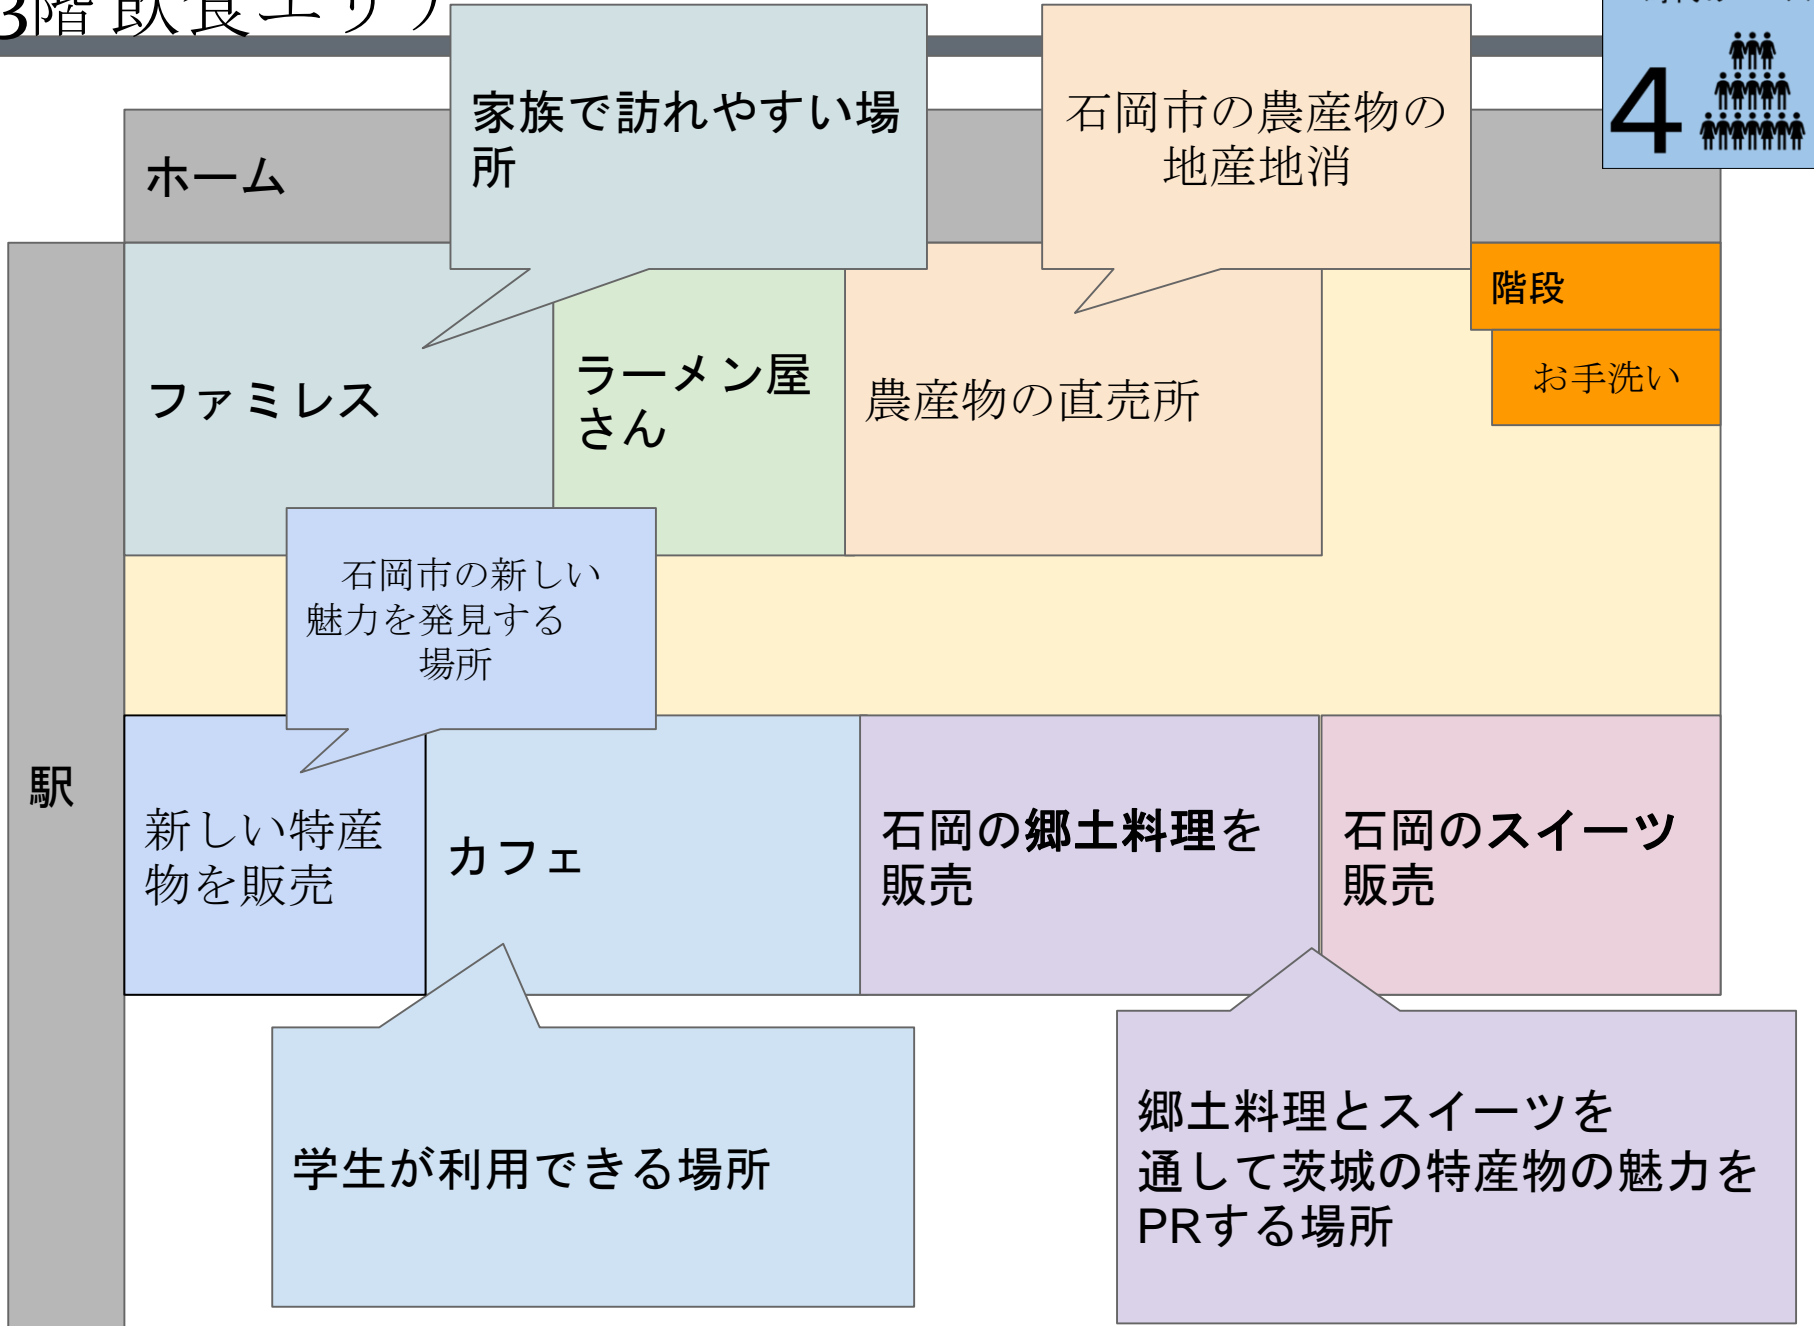 3階 飲食エリア
4
家族で訪れやすい場
所
石岡市の農産物の
地産地消
ホーム
階段
お手洗い
ファミレス
ラーメン屋
さん
農産物の直売所
石岡市の新しい
魅力を発見する
場所
駅
新しい特産
物を販売
カフェ
石岡の郷土料理を
販売
石岡のスイーツ
販売
学生が利用できる場所
郷土料理とスイーツを
通して茨城の特産物の魅力を
PRする場所